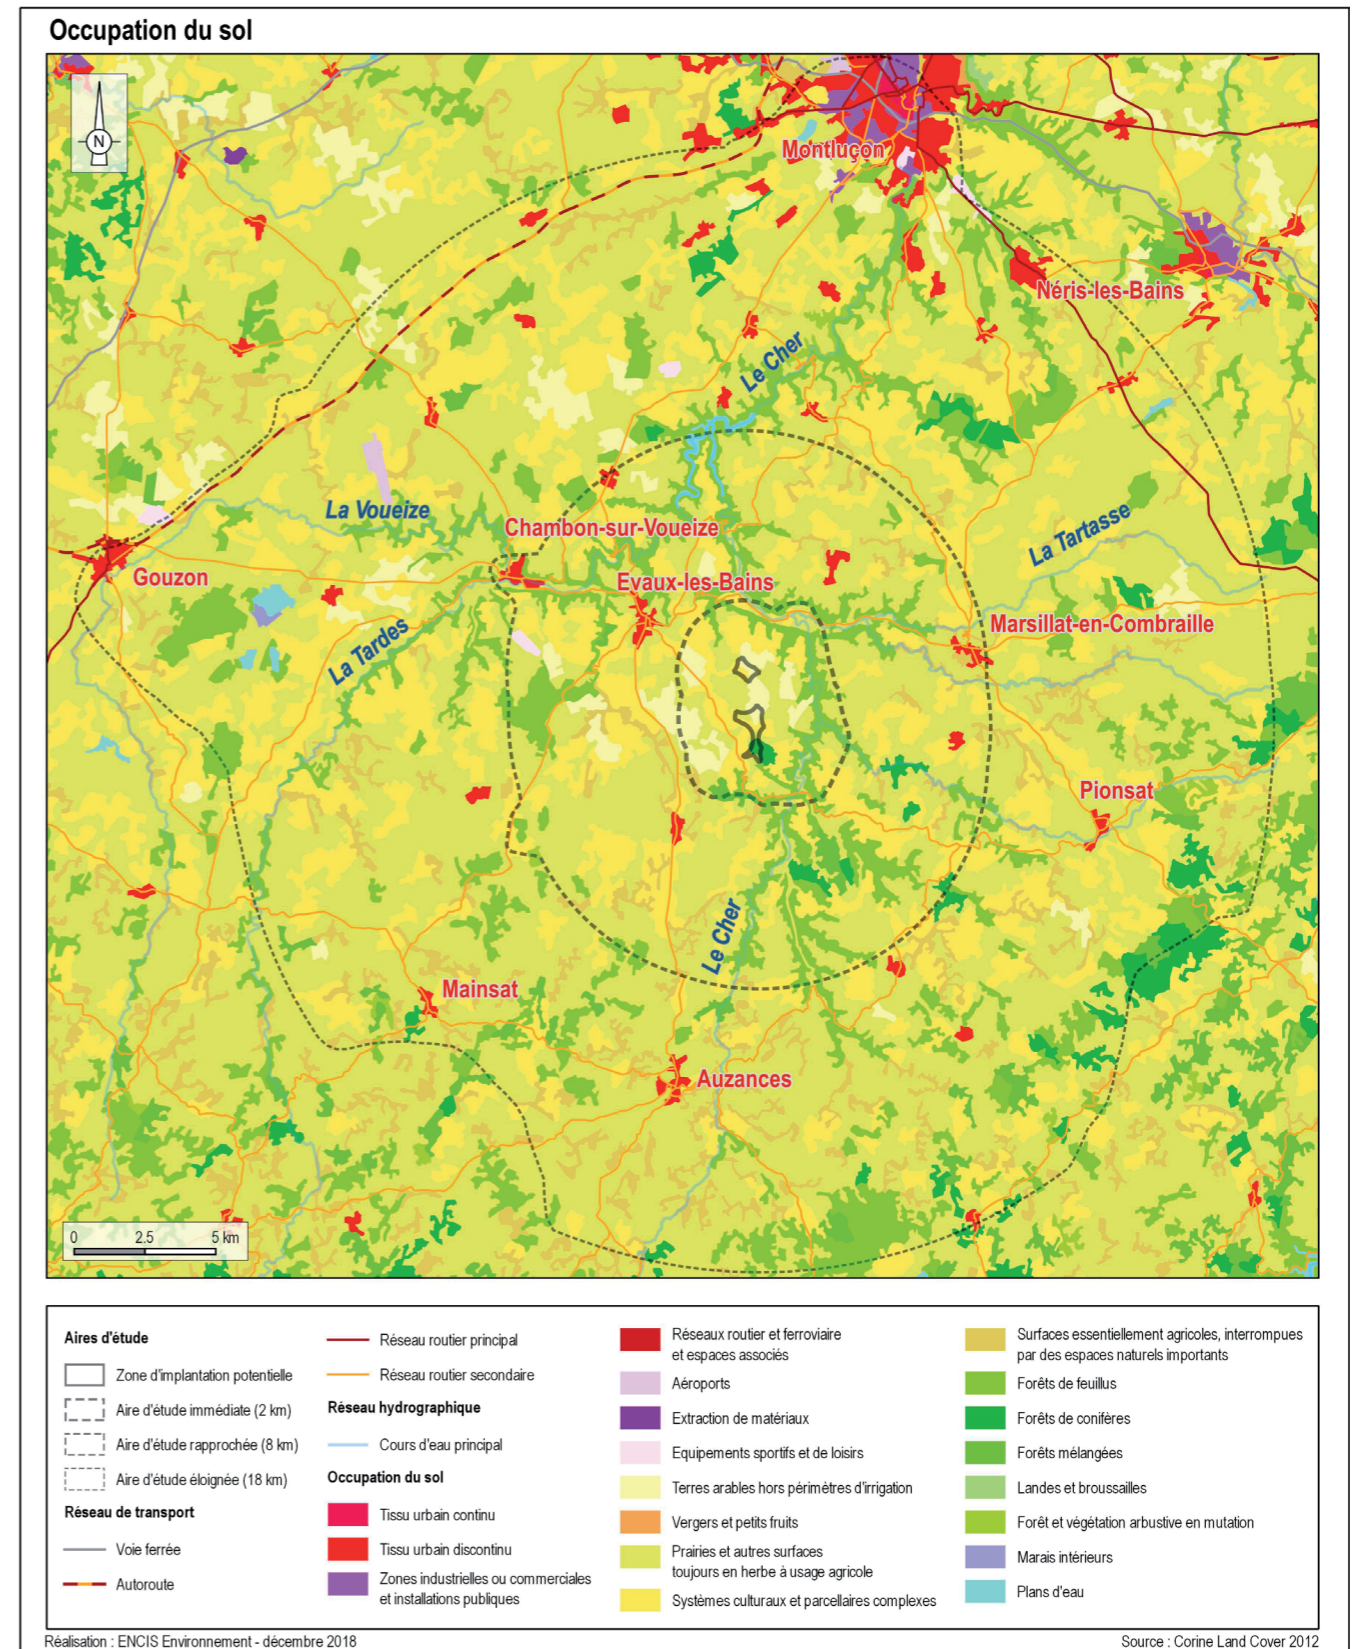 Occupation du sol
N
Montluçon
Néris-les-Bains
Le Cher
La Voueize
Chambon-sur-Voueize
La Tartasse
Gouzon
Evaux-les-Bains
Marsillat-en-Combraille
La Tardes
Pionsat
Le Cher
Mainsat
Auzances
0 2.5 5 km
Aires d'étude
Zone d'implantation potentielle
Aire d'étude immédiate (2 km)
Aire d'étude rapprochée (8 km)
Aire d'étude éloignée (18 km)
Réseau de transport
Voie ferrée
Autoroute
Réseau routier principal
Réseau routier secondaire
Réseau hydrographique
Cours d'eau principal
Occupation du sol
Tissu urbain continu
Tissu urbain discontinu
Zones industrielles ou commerciales
et installations publiques
Réseaux routier et ferroviaire
et espaces associés
Aéroports
Extraction de matériaux
Equipements sportifs et de loisirs
Terres arables hors périmètres d'irrigation
Vergers et petits fruits
Prairies et autres surfaces
toujours en herbe à usage agricole
Systèmes culturaux et parcellaires complexes
Surfaces essentiellement agricoles, interrompues
par des espaces naturels importants
Forêts de feuillus
Forêts de conifères
Forêts mélangées
Landes et broussailles
Forêt et végétation arbustive en mutation
Marais intérieurs
Plans d'eau
Réalisation : ENCIS Environnement - décembre 2018
Source : Corine Land Cover 2012